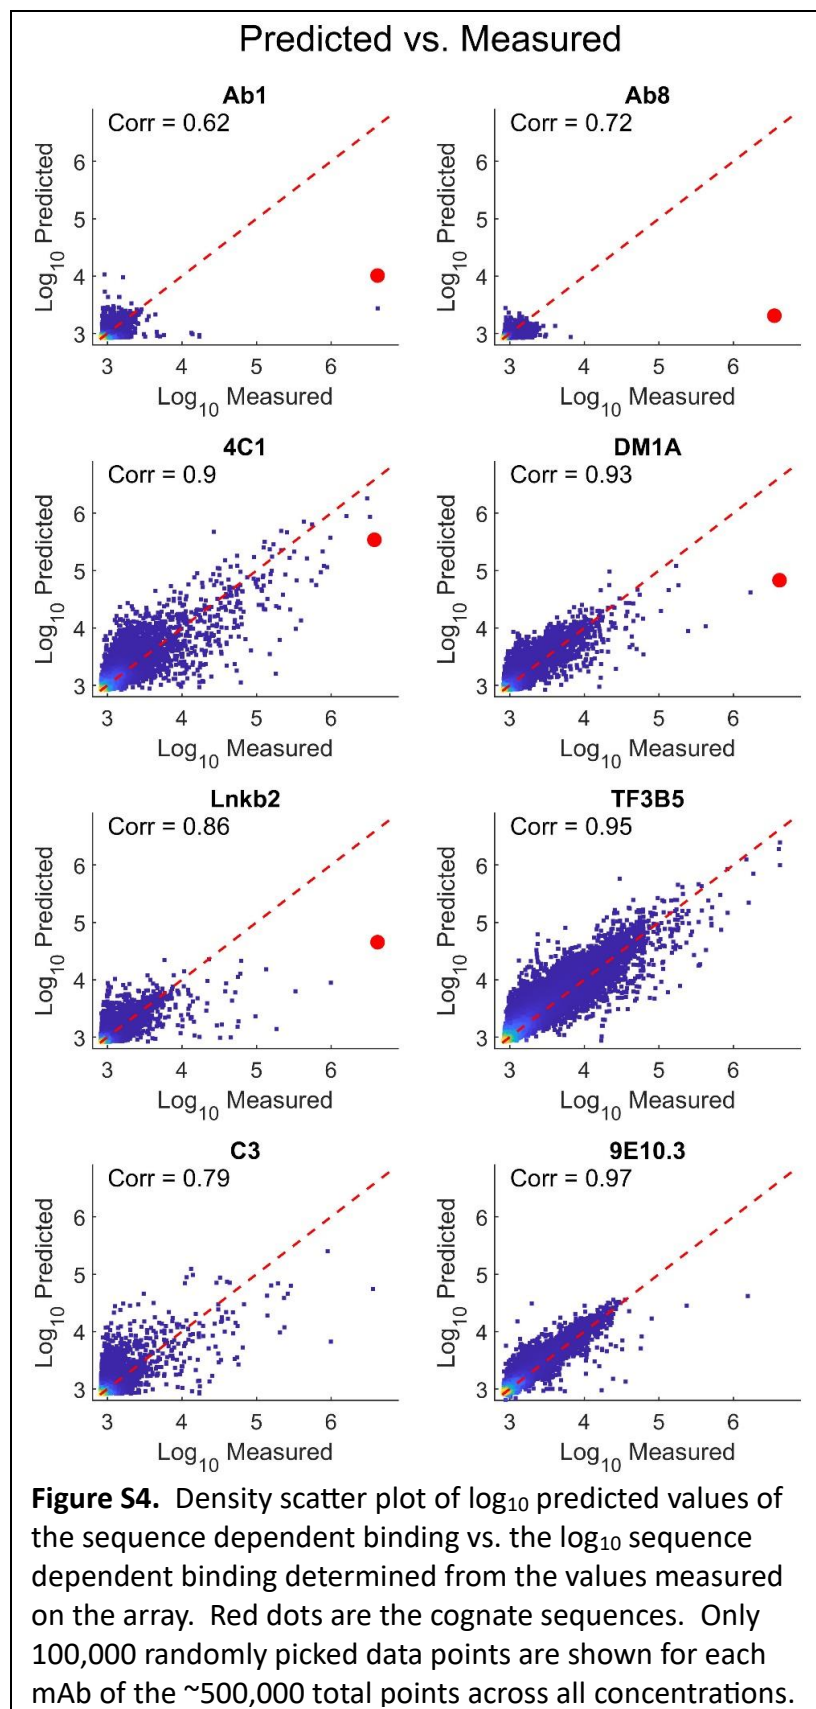 Predicted vs. Measured
Ab1
Corr = 0.62
6
5
4
3
Log10 Predicted
3 4 5 6
Log10 Measured
Ab8
Corr = 0.72
6
5
4
3
Log10 Predicted
3 4 5 6
Log10 Measured
4C1
Corr = 0.9
6
5
4
3
Log10 Predicted
3 4 5 6
Log10 Measured
DM1A
Corr = 0.93
6
5
4
3
Log10 Predicted
3 4 5 6
Log10 Measured
Lnkb2
Corr = 0.86
6
5
4
3
Log10 Predicted
3 4 5 6
Log10 Measured
TF3B5
Corr = 0.95
6
5
4
3
Log10 Predicted
3 4 5 6
Log10 Measured
C3
Corr = 0.79
6
5
4
3
Log10 Predicted
3 4 5 6
Log10 Measured
9E10.3
Corr = 0.97
6
5
4
3
Log10 Predicted
3 4 5 6
Log10 Measured
Figure S4. Density scatter plot of log10 predicted values of
the sequence dependent binding vs. the log10 sequence
dependent binding determined from the values measured
on the array. Red dots are the cognate sequences. Only
100,000 randomly picked data points are shown for each
mAb of the ~500,000 total points across all concentrations.